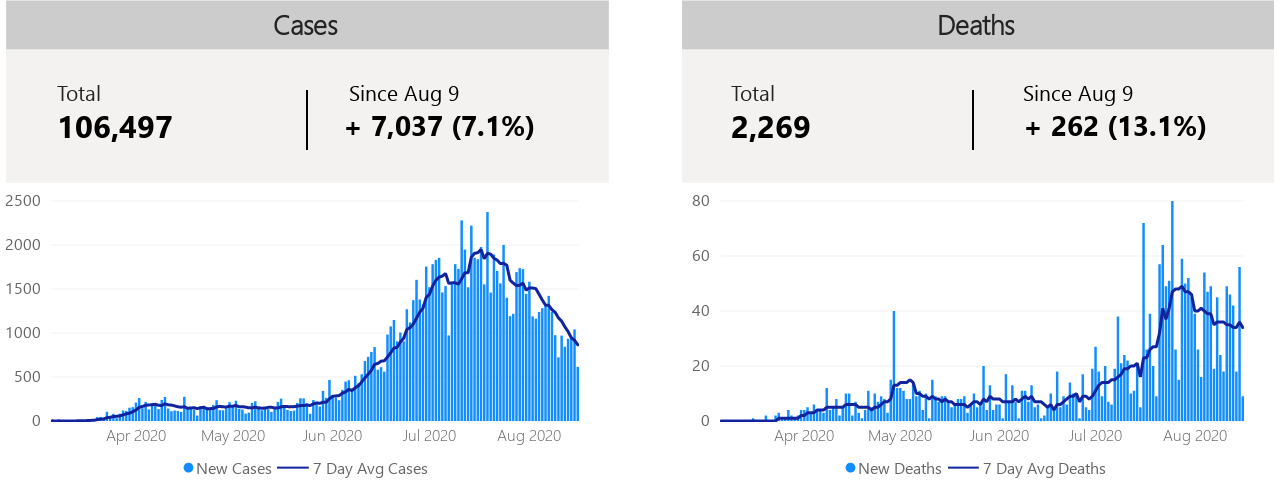 Cases
Total
Since Aug 9
106,497
+ 7,037 (7.1%)
2500
2000
1500
1000
500
0
Apr 2020 May 2020 Jun 2020 Jul 2020 Aug 2020
New Cases 7 Day Avg Cases
Deaths
Total
Since Aug 9
2,269
+ 262 (13.1%)
80
60
40
20
0
Apr 2020 May 2020 Jun 2020 Jul 2020 Aug 2020
New Deaths 7 Day Avg Deaths